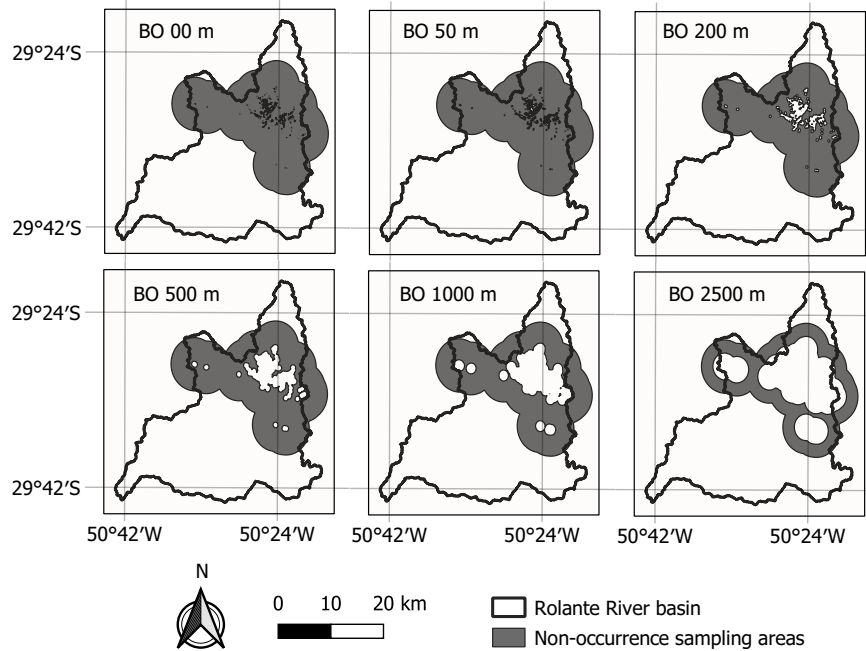 BO 00 m
BO 50 m
BO 200 m
29°24′S
29°42′S
BO 500 m
BO 1000 m
BO 2500 m
29°24′S
29°42′S
50°42′W
50°24′W
50°42′W
50°24′W
50°42′W
50°24′W
N
0 10 20 km
Rolante River basin
Non-occurrence sampling areas